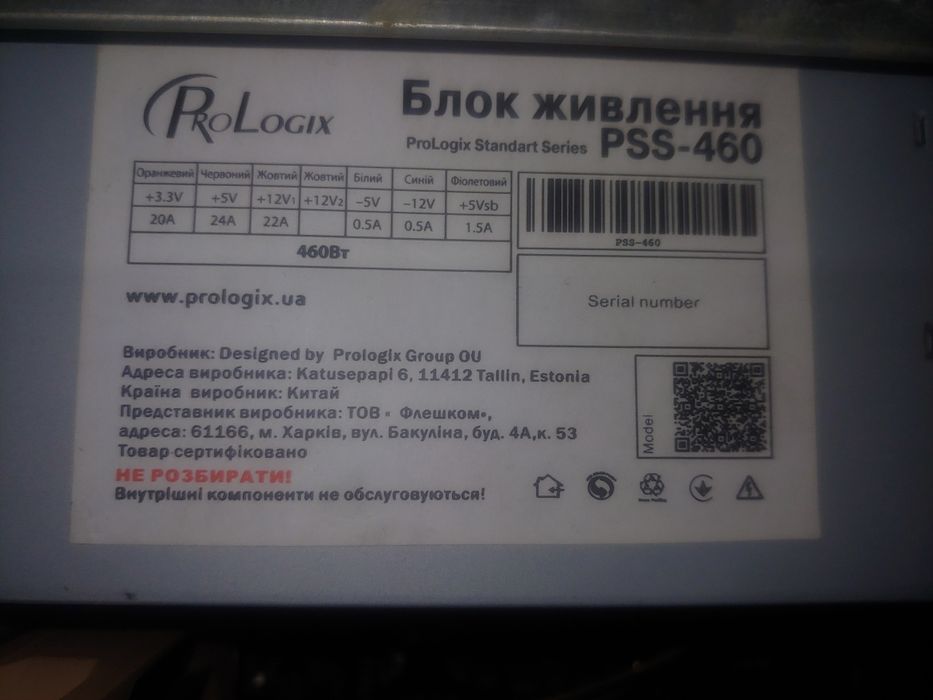 PROLOGIX
Блок живлення
ProLogix Standart Series PSS-460
Оранжевий Червоний Жовтий Жовтий Білий Синій Фіолетовий
+3.3V +5V +12V1 +12V2 –5V –12V +5Vsb
20A 24A 22A 0.5A 0.5A 1.5A
460Вт
PSS-460
Serial number
www.prologix.ua
Виробник: Designed by Prologix Group OU
Адреса виробника: Katusepapi 6, 11412 Tallin, Estonia
Країна виробник: Китай
Представник виробника: ТОВ « Флешком»,
адреса: 61166, м. Харків, вул. Бакуліна, буд. 4А,к. 53
Товар сертифіковано
НЕ РОЗБИРАТИ!
Внутрішні компоненти не обслуговуються!
Model